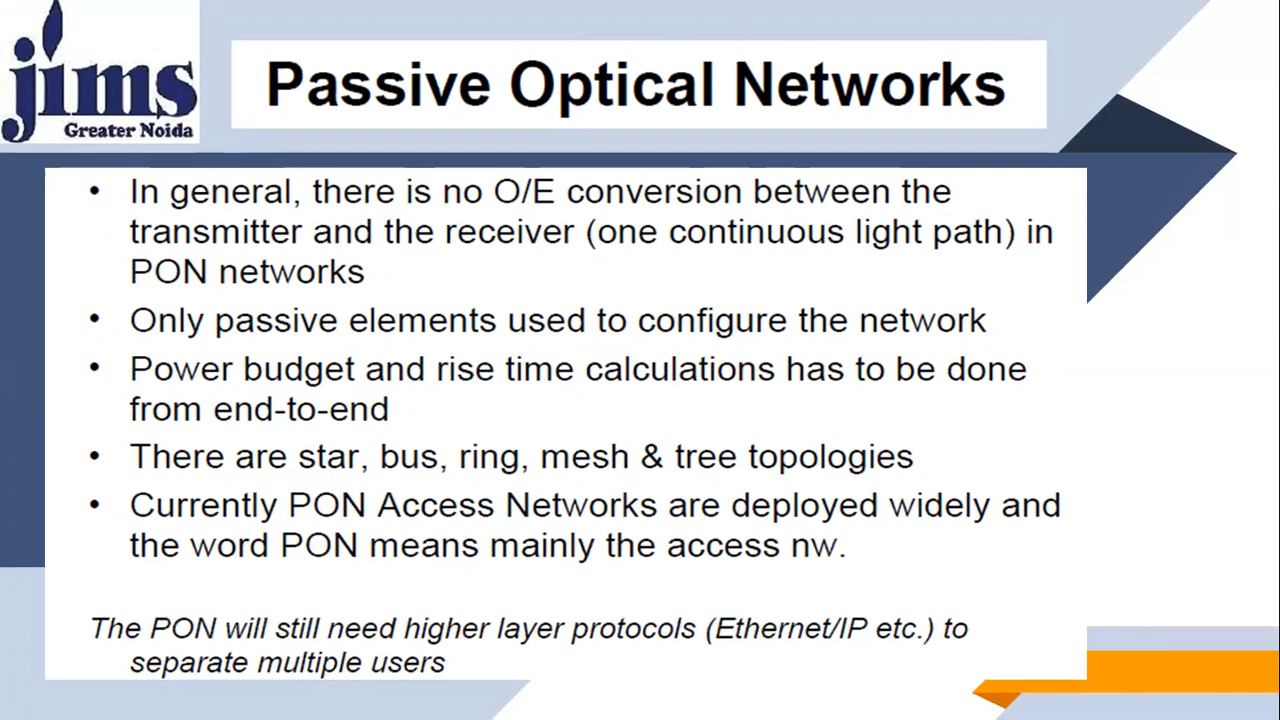 jims
Greater Noida
Passive Optical Networks
• In general, there is no O/E conversion between the
transmitter and the receiver (one continuous light path) in
PON networks
• Only passive elements used to configure the network
• Power budget and rise time calculations has to be done
from end-to-end
• There are star, bus, ring, mesh & tree topologies
• Currently PON Access Networks are deployed widely and
the word PON means mainly the access nw.
The PON will still need higher layer protocols (Ethernet/IP etc.) to
separate multiple users